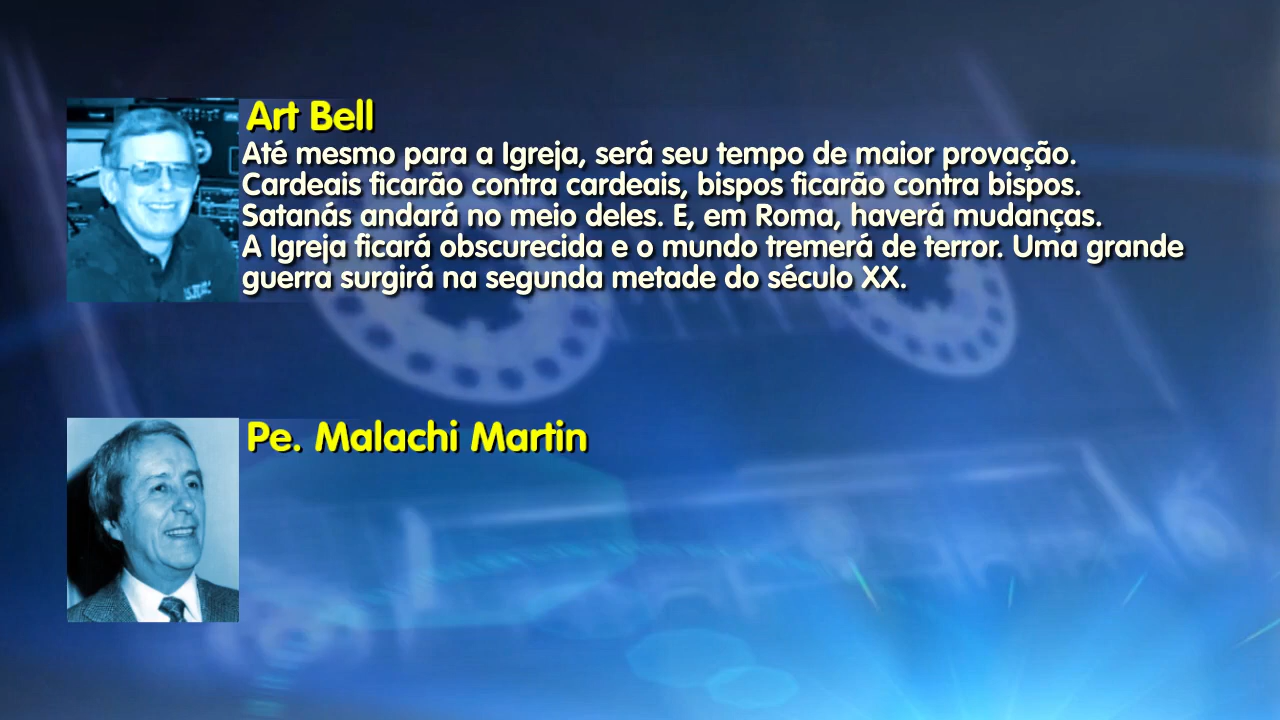 Art Bell
Até mesmo para a Igreja, será seu tempo de maior provação.
Cardeais ficarão contra cardeais, bispos ficarão contra bispos.
Satanás andará no meio deles. E, em Roma, haverá mudanças.
A Igreja ficará obscurecida e o mundo tremerá de terror. Uma grande
guerra surgirá na segunda metade do século XX.
Pe. Malachi Martin